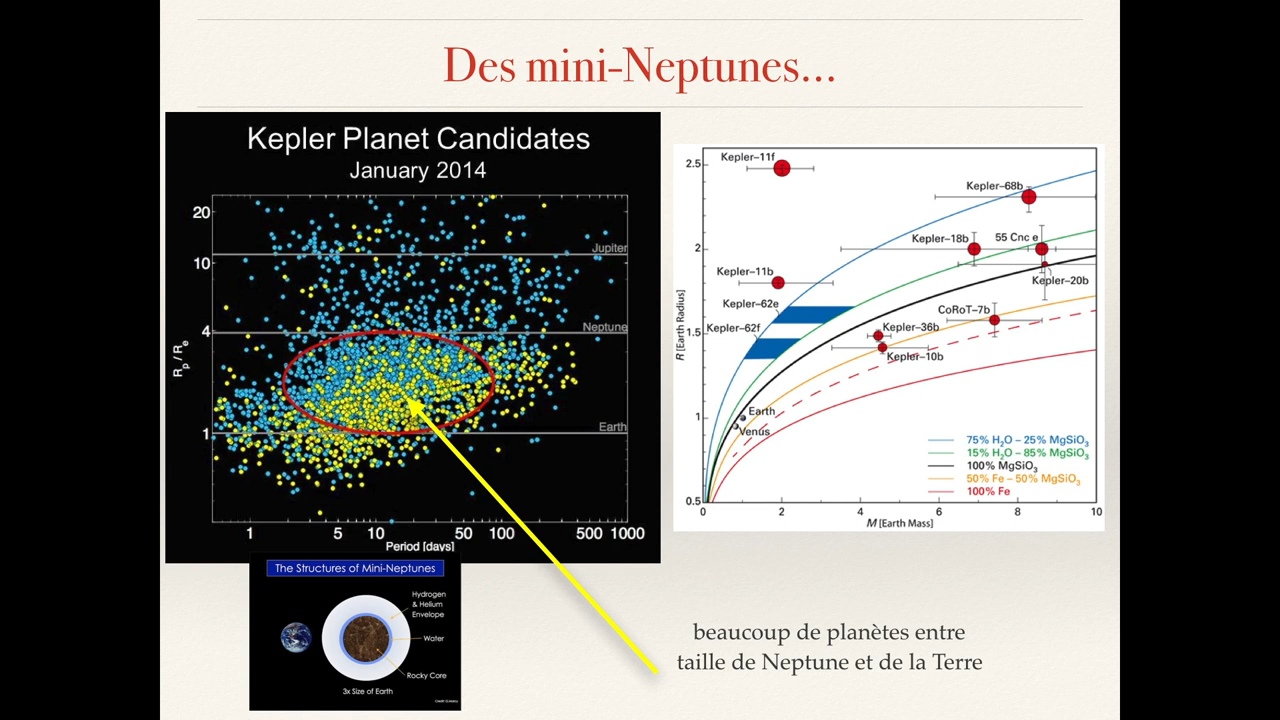 Des mini-Neptunes...
Kepler Planet Candidates
January 2014
20
10
4
1
Jupiter
Neptune
Earth
Rp / Re
1 5 10 50 100 500 1000
Period [days]
2.5
2
1.5
1
0.5
R [Earth Radius]
Kepler–11f
Kepler–68b
Kepler–18b
55 Cnc e
Kepler–11b
Kepler–20b
Kepler–62e
CoRoT–7b
Kepler–62f
Kepler–36b
Kepler–10b
Earth
Venus
75% H₂O – 25% MgSiO₃
15% H₂O – 85% MgSiO₃
100% MgSiO₃
50% Fe – 50% MgSiO₃
100% Fe
0 2 4 6 8 10
M [Earth Mass]
The Structures of Mini-Neptunes
Hydrogen
& Helium
Envelope
Water
Rocky Core
3x Size of Earth
beaucoup de planètes entre
taille de Neptune et de la Terre